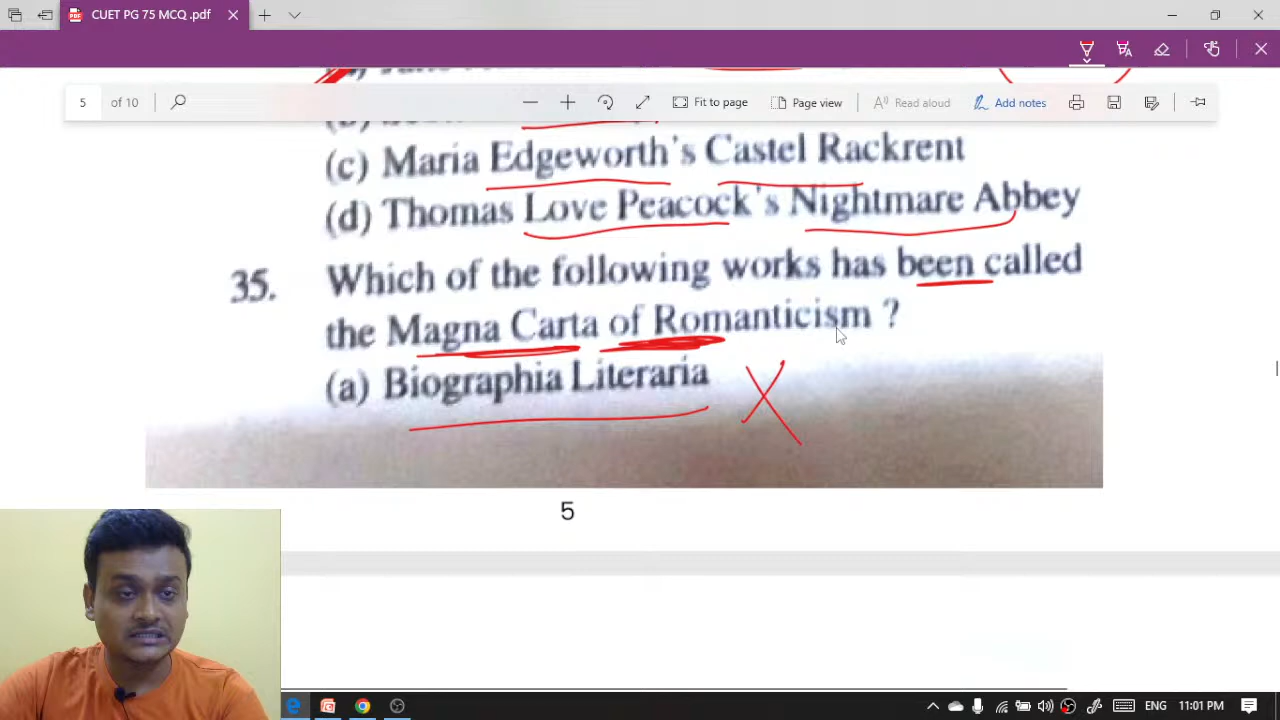 CUET PG 75 MCQ .pdf
5 of 10 Fit to page Page view Read aloud Add notes
(c) Maria Edgeworth's Castel Rackrent
(d) Thomas Love Peacock's Nightmare Abbey
35. Which of the following works has been called
the Magna Carta of Romanticism ?
(a) Biographia Literaria
5
ENG 11:01 PM